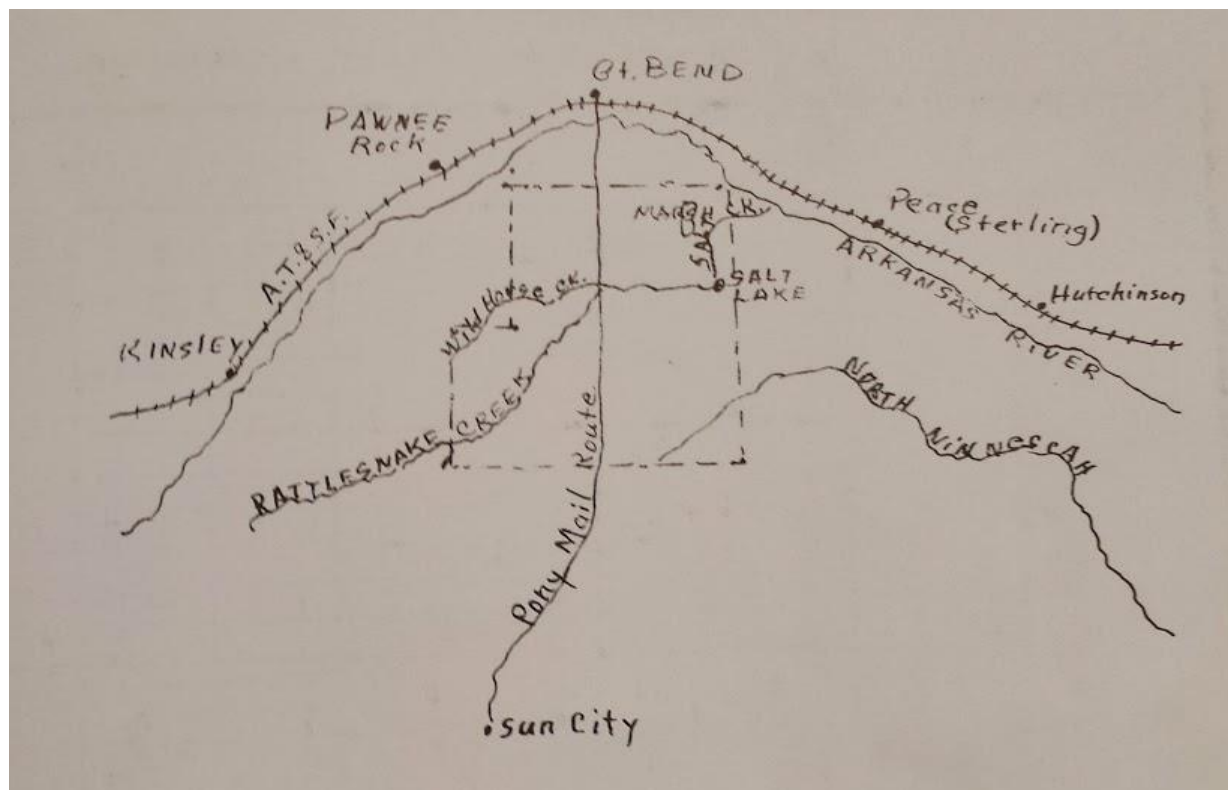 Gt. BEND
PAWNEE
Rock
A.T.&S.F.
KINSLEY
Peace
(Sterling)
MARSH CK.
SALT
SALT
LAKE
ARKANSAS
RIVER
Hutchinson
Wild Horse CK.
RATTLESNAKE CREEK
NORTH
NINNESCAH
Pony Mail Route
Sun City